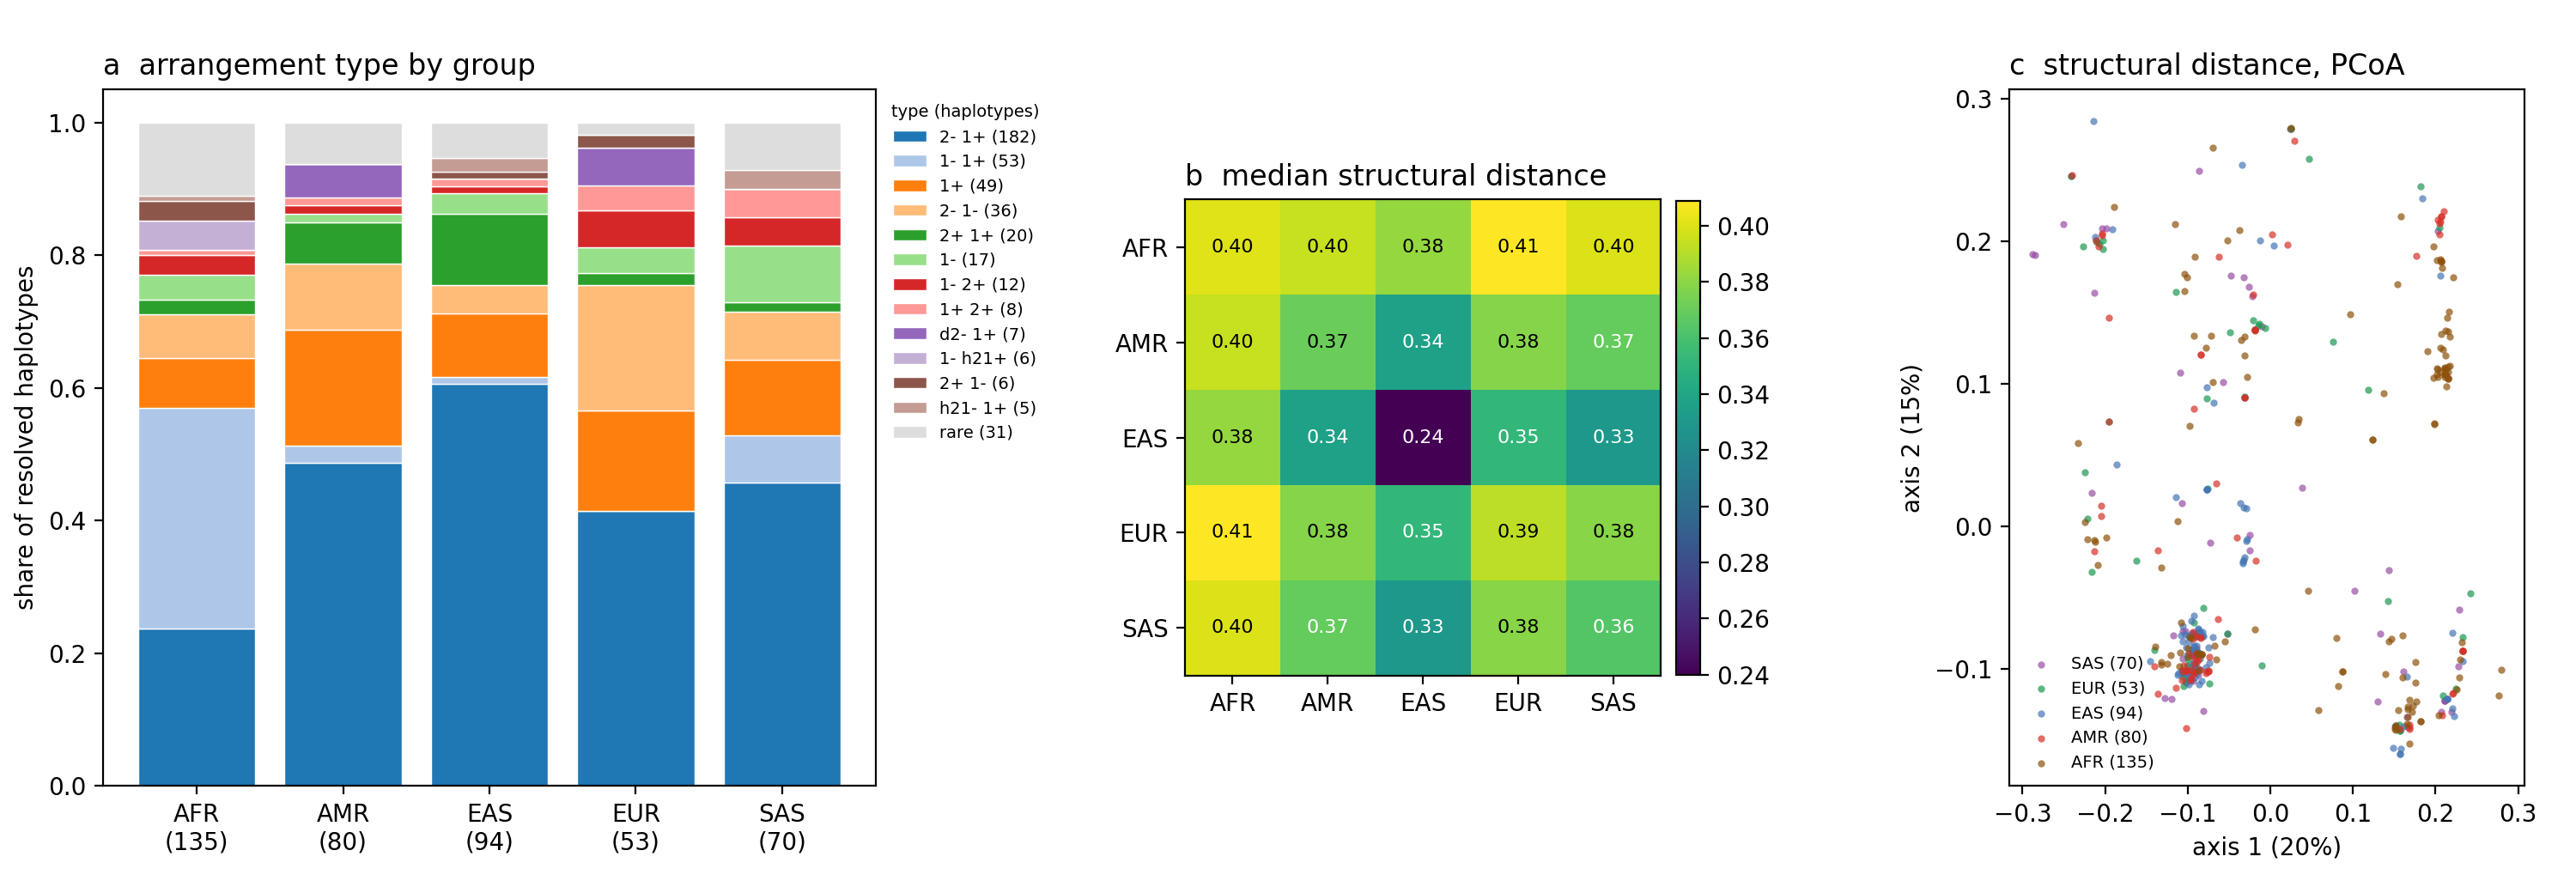 a  arrangement type by group
share of resolved haplotypes
1.0
0.8
0.6
0.4
0.2
0.0
AFR
(135)
AMR
(80)
EAS
(94)
EUR
(53)
SAS
(70)
type (haplotypes)
2- 1+ (182)
1- 1+ (53)
1+ (49)
2- 1- (36)
2+ 1+ (20)
1- (17)
1- 2+ (12)
1+ 2+ (8)
d2- 1+ (7)
1- h21+ (6)
2+ 1- (6)
h21- 1+ (5)
rare (31)
b  median structural distance
AFR 0.40 0.40 0.38 0.41 0.40
AMR 0.40 0.37 0.34 0.38 0.37
EAS 0.38 0.34 0.24 0.35 0.33
EUR 0.41 0.38 0.35 0.39 0.38
SAS 0.40 0.37 0.33 0.38 0.36
AFR AMR EAS EUR SAS
0.40
0.38
0.36
0.34
0.32
0.30
0.28
0.26
0.24
c  structural distance, PCoA
axis 2 (15%)
0.3
0.2
0.1
0.0
−0.1
SAS (70)
EUR (53)
EAS (94)
AMR (80)
AFR (135)
−0.3 −0.2 −0.1 0.0 0.1 0.2 0.3
axis 1 (20%)